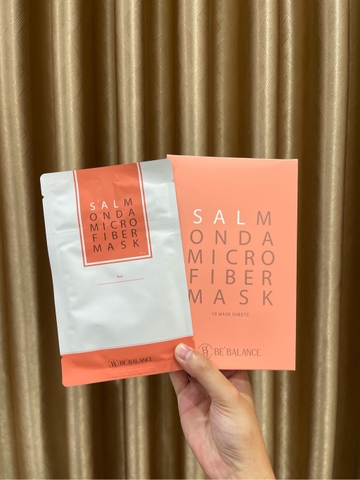 SALM
ONDA
MICRO
FIBER
MASK
BE'BALANCE
SALM
ONDA
MICRO
FIBER
MASK
10 MASK SHEETS
BE'BALANCE